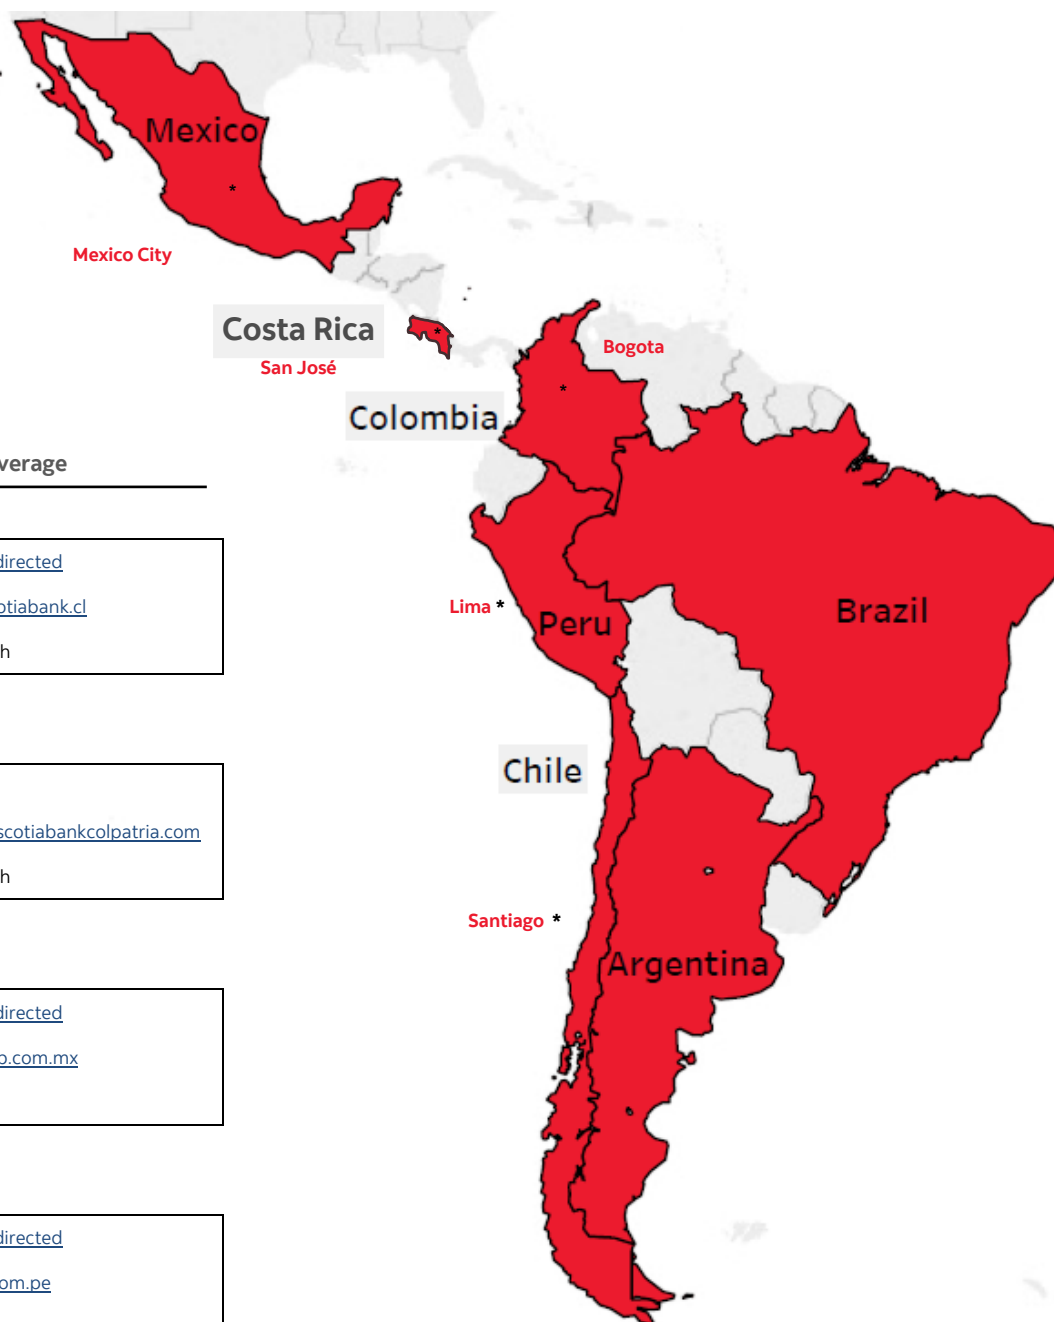 Mexico
*
Mexico City
Costa Rica
*
San José
Bogota
*
Colombia
verage
directed
otiabank.cl
h
Lima *
Peru
Brazil
Chile
scotiabankcolpatria.com
h
Santiago *
Argentina
directed
o.com.mx
directed
om.pe